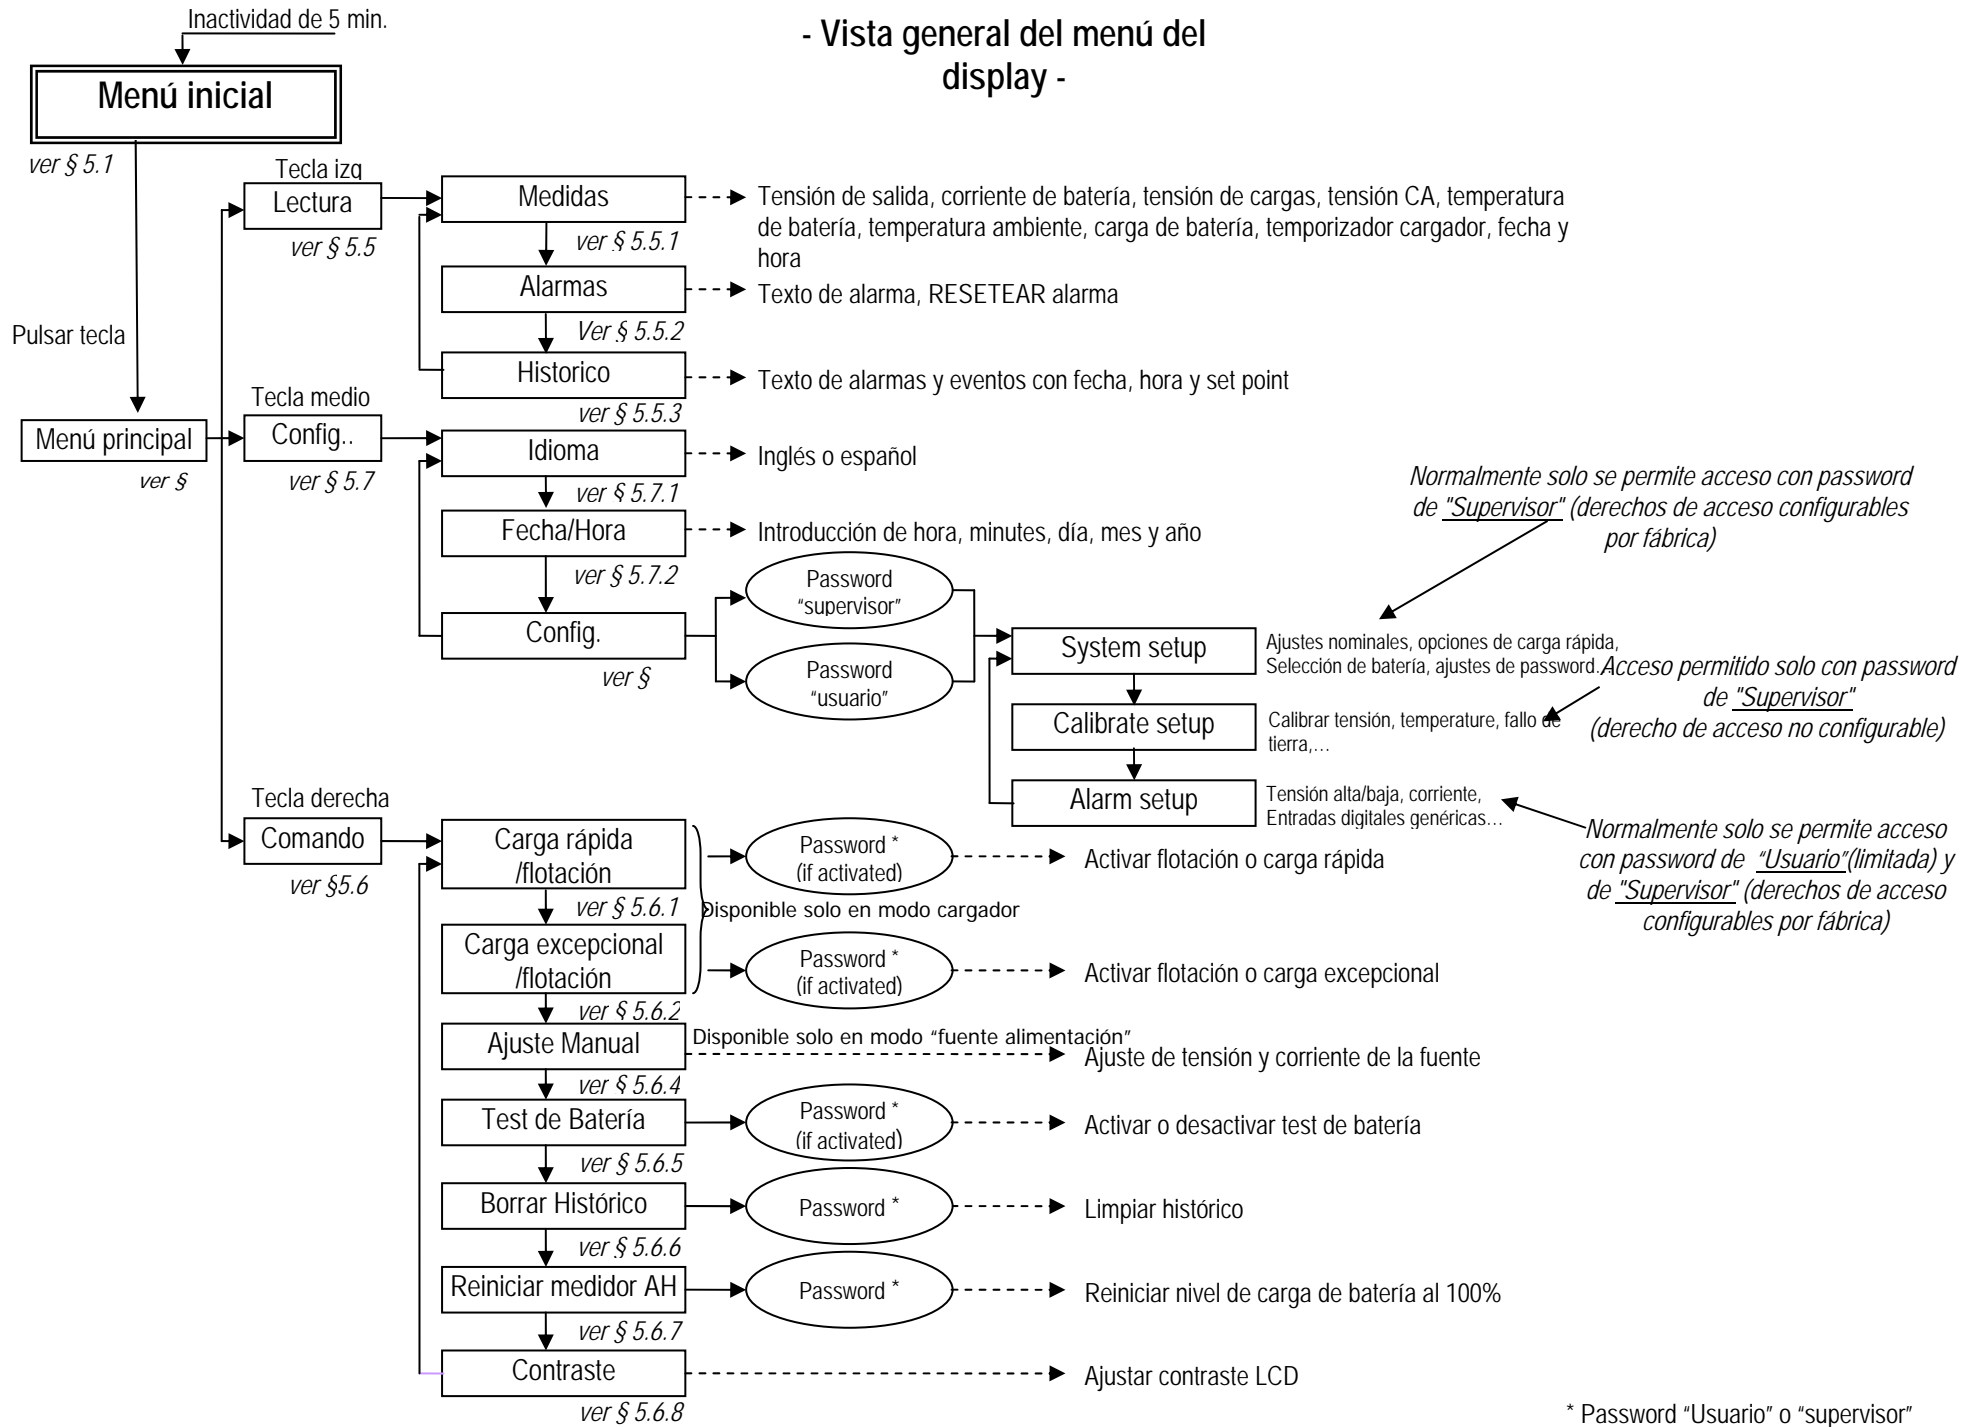 Inactividad de 5 min.
- Vista general del menú del
display -
Menú inicial
ver § 5.1
Pulsar tecla
Menú principal
ver §
Tecla izq
Lectura
ver § 5.5
Medidas
ver § 5.5.1
Tensión de salida, corriente de batería, tensión de cargas, tensión CA, temperatura
de batería, temperatura ambiente, carga de batería, temporizador cargador, fecha y
hora
Alarmas
Ver § 5.5.2
Texto de alarma, RESETEAR alarma
Historico
ver § 5.5.3
Texto de alarmas y eventos con fecha, hora y set point
Tecla medio
Config..
ver § 5.7
Idioma
ver § 5.7.1
Inglés o español
Fecha/Hora
ver § 5.7.2
Introducción de hora, minutes, día, mes y año
Config.
ver §
Password
“supervisor”
Password
“usuario”
System setup
Ajustes nominales, opciones de carga rápida,
Selección de batería, ajustes de password.
Normalmente solo se permite acceso con password
de "Supervisor" (derechos de acceso configurables
por fábrica)
Calibrate setup
Calibrar tensión, temperature, fallo de
tierra,...
Acceso permitido solo con password
de "Supervisor"
(derecho de acceso no configurable)
Alarm setup
Tensión alta/baja, corriente,
Entradas digitales genéricas...
Normalmente solo se permite acceso
con password de “Usuario”(limitada) y
de "Supervisor" (derechos de acceso
configurables por fábrica)
Tecla derecha
Comando
ver §5.6
Carga rápida
/flotación
ver § 5.6.1
Password *
(if activated)
Activar flotación o carga rápida
Disponible solo en modo cargador
Carga excepcional
/flotación
ver § 5.6.2
Password *
(if activated)
Activar flotación o carga excepcional
Ajuste Manual
ver § 5.6.4
Disponible solo en modo “fuente alimentación”
Ajuste de tensión y corriente de la fuente
Test de Batería
ver § 5.6.5
Password *
(if activated)
Activar o desactivar test de batería
Borrar Histórico
ver § 5.6.6
Password *
Limpiar histórico
Reiniciar medidor AH
ver § 5.6.7
Password *
Reiniciar nivel de carga de batería al 100%
Contraste
ver § 5.6.8
Ajustar contraste LCD
* Password “Usuario” o “supervisor”